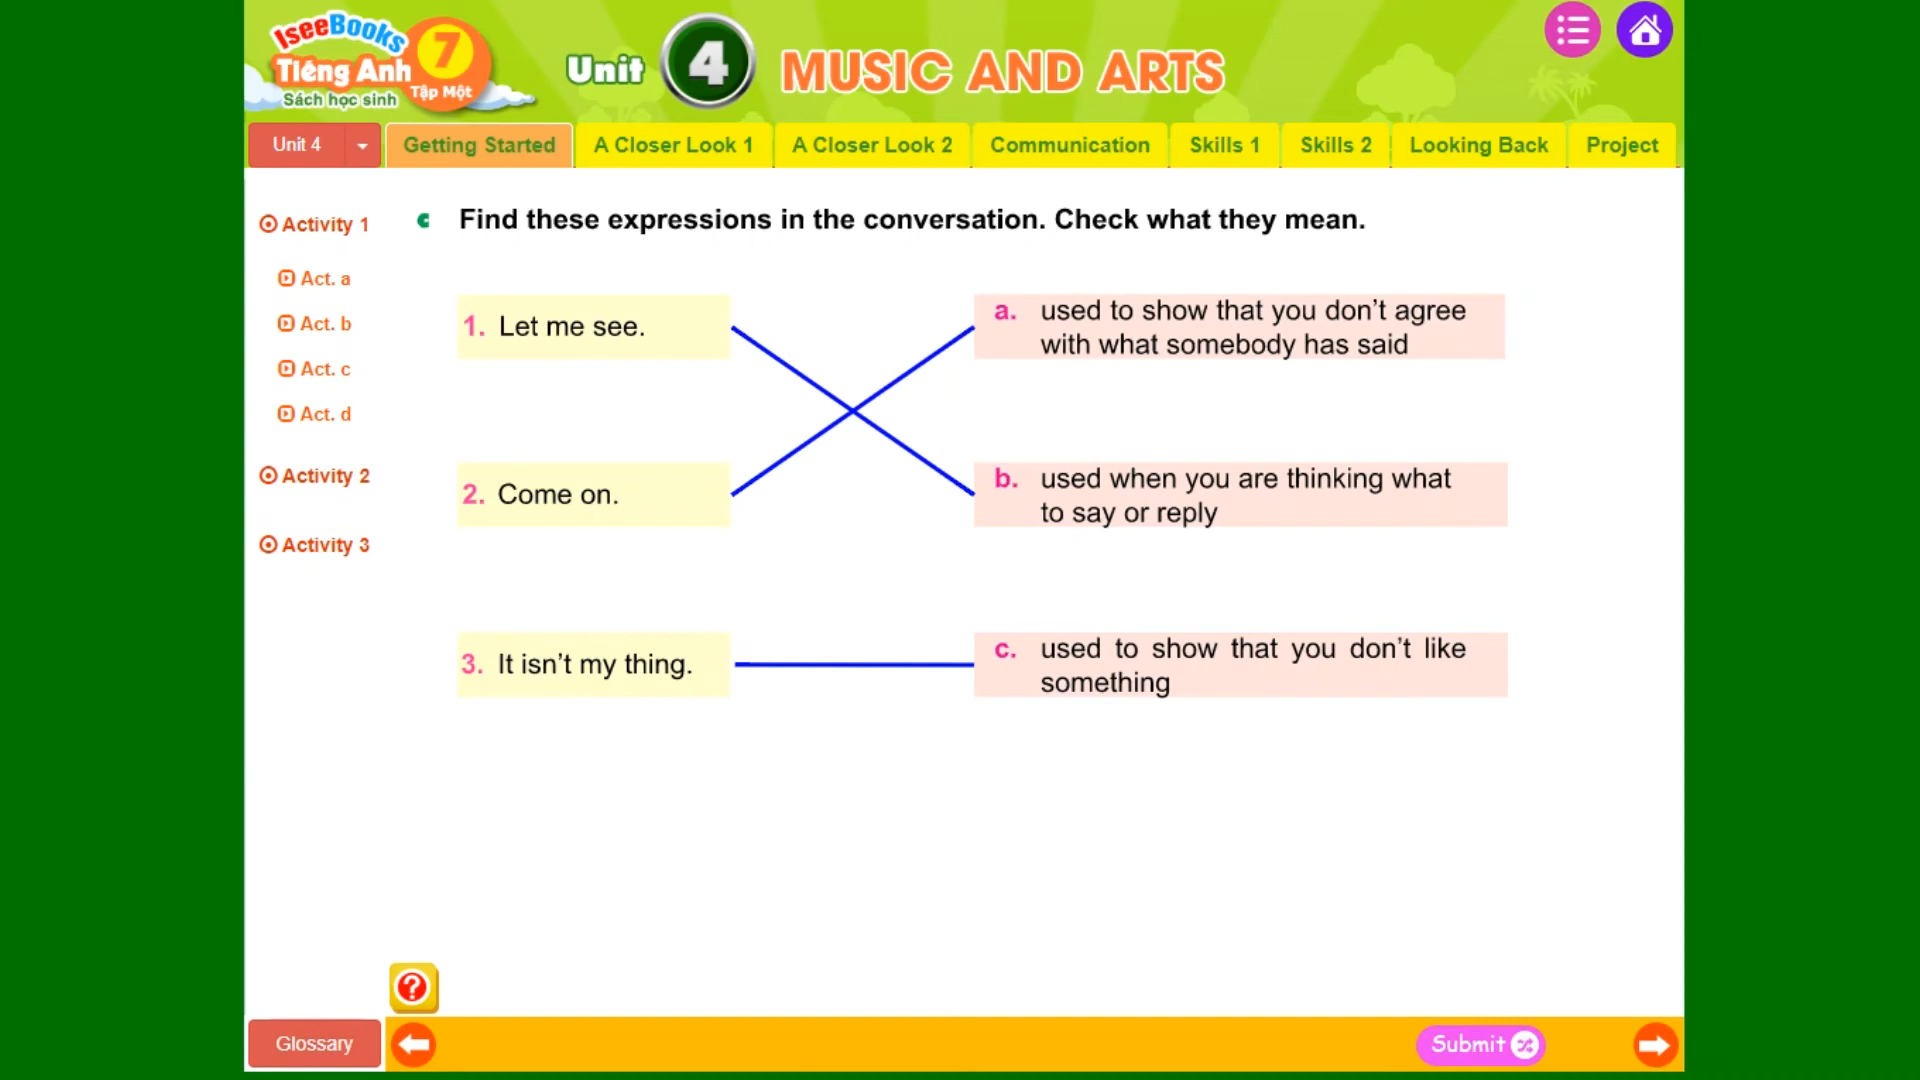 IseeBooks
Tiếng Anh 7
Sách học sinh Tập Một
Unit 4 MUSIC AND ARTS
Unit 4 Getting Started A Closer Look 1 A Closer Look 2 Communication Skills 1 Skills 2 Looking Back Project
Activity 1
Act. a
Act. b
Act. c
Act. d
Activity 2
Activity 3
c Find these expressions in the conversation. Check what they mean.
1. Let me see.
a. used to show that you don’t agree
with what somebody has said
2. Come on.
b. used when you are thinking what
to say or reply
3. It isn’t my thing.
c. used to show that you don’t like
something
?
Glossary
Submit